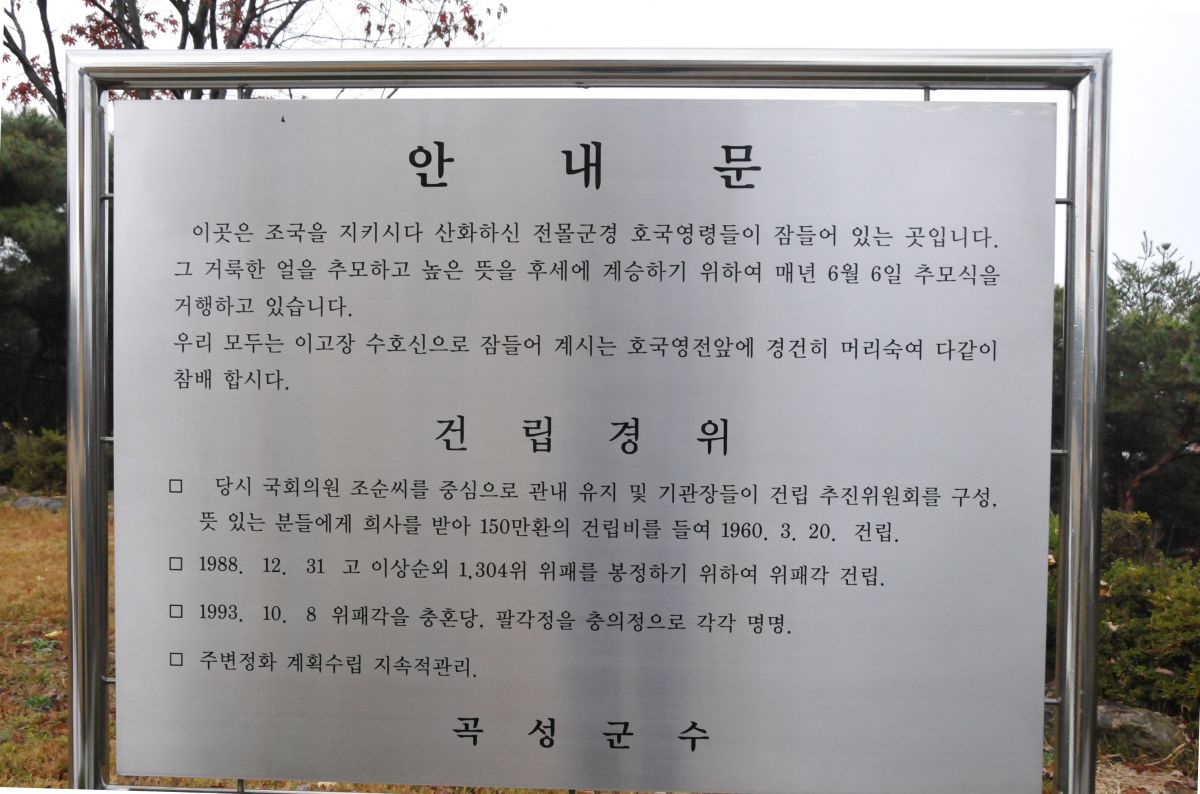 안 내 문
이곳은 조국을 지키시다 산화하신 전몰군경 호국영령들이 잠들어 있는 곳입니다.
그 거룩한 얼을 추모하고 높은 뜻을 후세에 계승하기 위하여 매년 6월 6일 추모식을
거행하고 있습니다.
우리 모두는 이고장 수호신으로 잠들어 계시는 호국영전앞에 경건히 머리숙여 다같이
참배 합시다.
건 립 경 위
□ 당시 국회의원 조순씨를 중심으로 관내 유지 및 기관장들이 건립 추진위원회를 구성,
뜻 있는 분들에게 희사를 받아 150만환의 건립비를 들여 1960. 3. 20. 건립.
□ 1988. 12. 31 고 이상순외 1,304위 위패를 봉정하기 위하여 위패각 건립.
□ 1993. 10. 8 위패각을 충혼당, 팔각정을 충의정으로 각각 명명.
□ 주변정화 계획수립 지속적관리.
곡 성 군 수